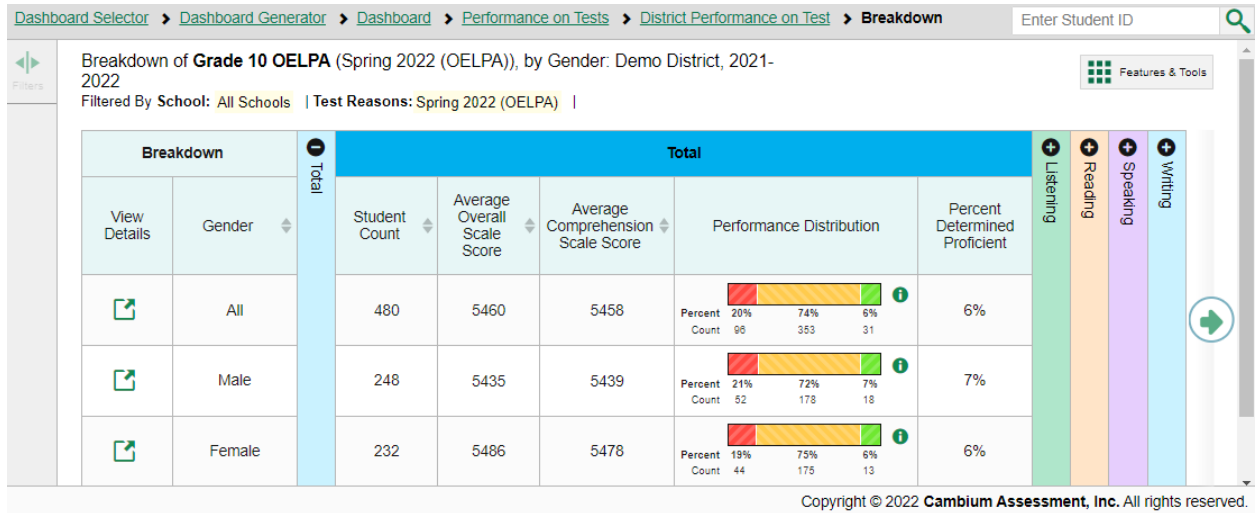 Dashboard Selector > Dashboard Generator > Dashboard > Performance on Tests > District Performance on Test > Breakdown
Enter Student ID
Filters
Breakdown of Grade 10 OELPA (Spring 2022 (OELPA)), by Gender: Demo District, 2021-
2022
Filtered By School: All Schools | Test Reasons: Spring 2022 (OELPA) |
Features & Tools
Breakdown
Total
Total
Listening
Reading
Speaking
Writing
View
Details
Gender
Student
Count
Average
Overall
Scale
Score
Average
Comprehension
Scale Score
Performance Distribution
Percent
Determined
Proficient
All 480 5460 5458 6%
Percent 20% 74% 6%
Count 96 353 31
Male 248 5435 5439 7%
Percent 21% 72% 7%
Count 52 178 18
Female 232 5486 5478 6%
Percent 19% 75% 6%
Count 44 175 13
Copyright © 2022 Cambium Assessment, Inc. All rights reserved.